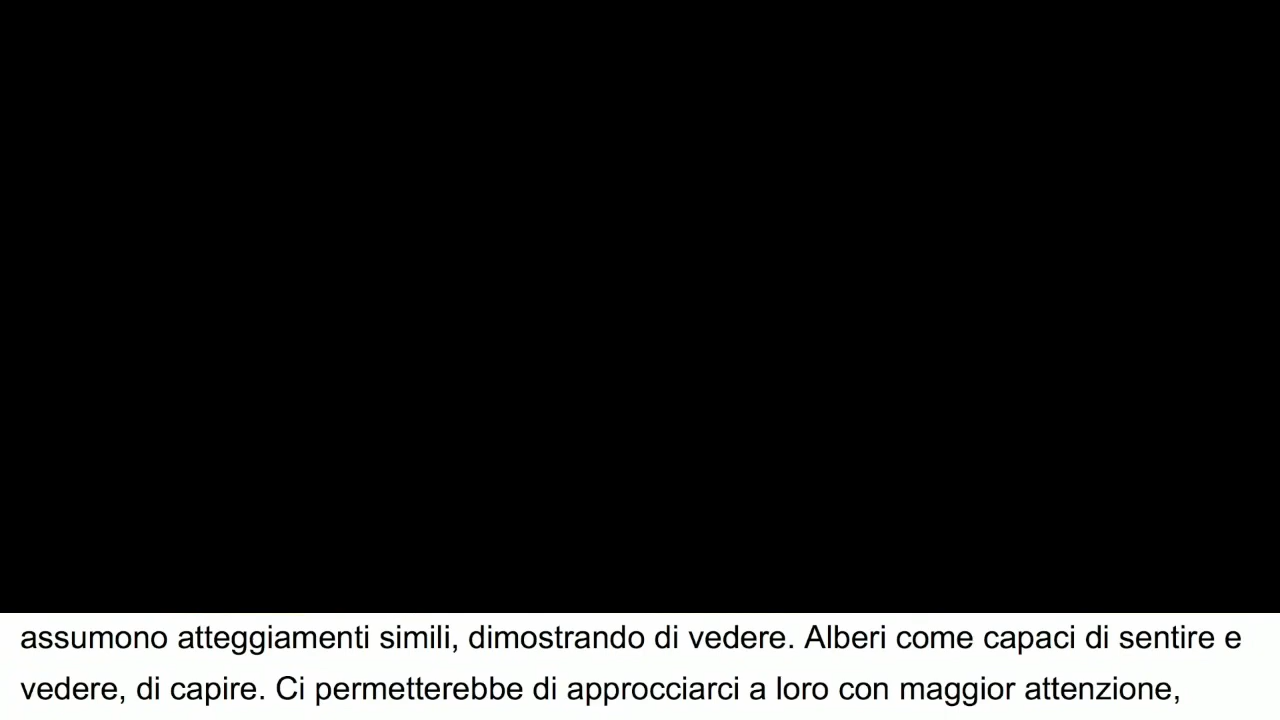 assumono atteggiamenti simili, dimostrando di vedere. Alberi come capaci di sentire e
vedere, di capire. Ci permetterebbe di approcciarci a loro con maggior attenzione,